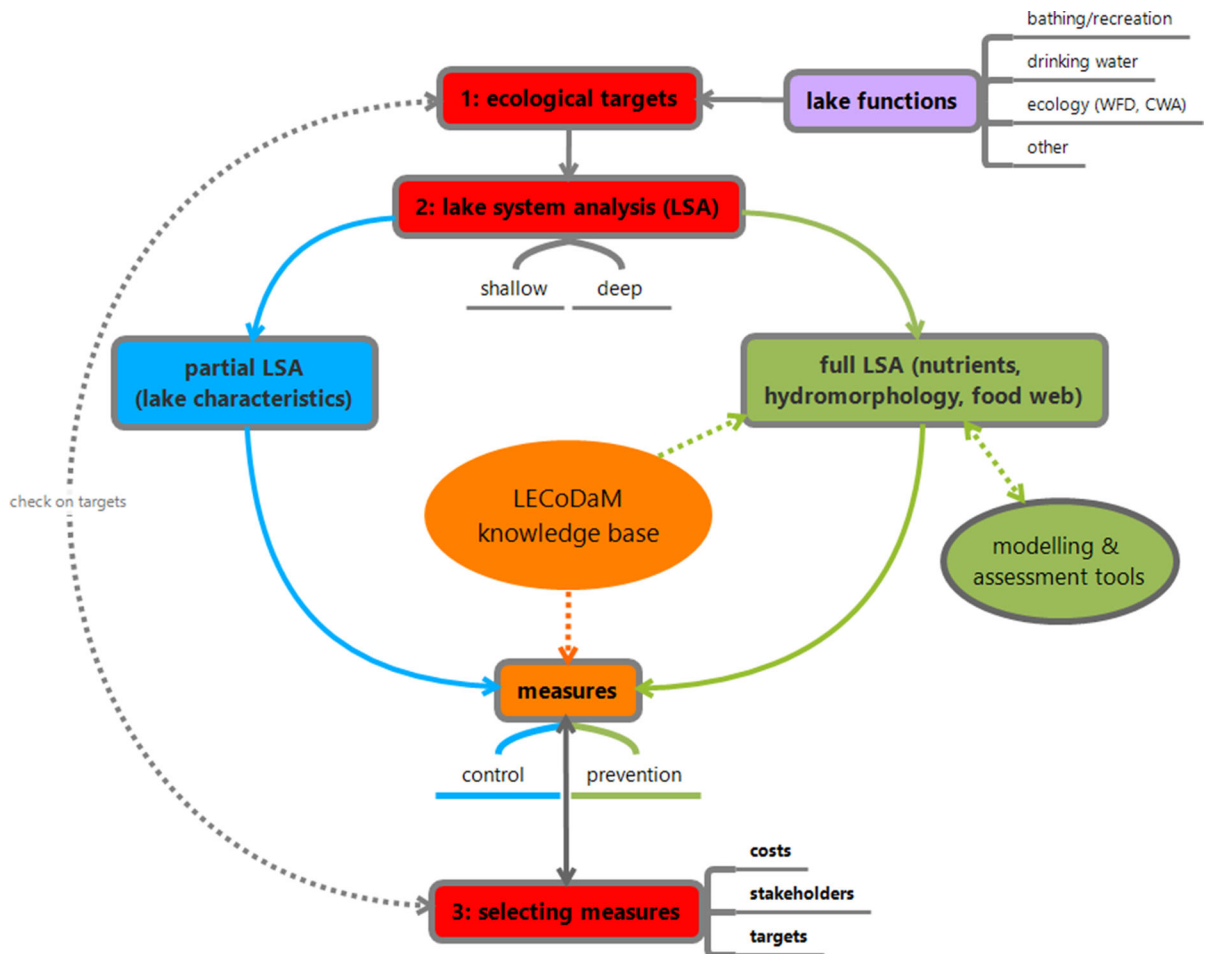 bathing/recreation
drinking water
ecology (WFD, CWA)
other
lake functions
1: ecological targets
2: lake system analysis (LSA)
shallow
deep
partial LSA
(lake characteristics)
full LSA (nutrients,
hydromorphology, food web)
check on targets
LECoDaM
knowledge base
modelling &
assessment tools
measures
control
prevention
3: selecting measures
costs
stakeholders
targets